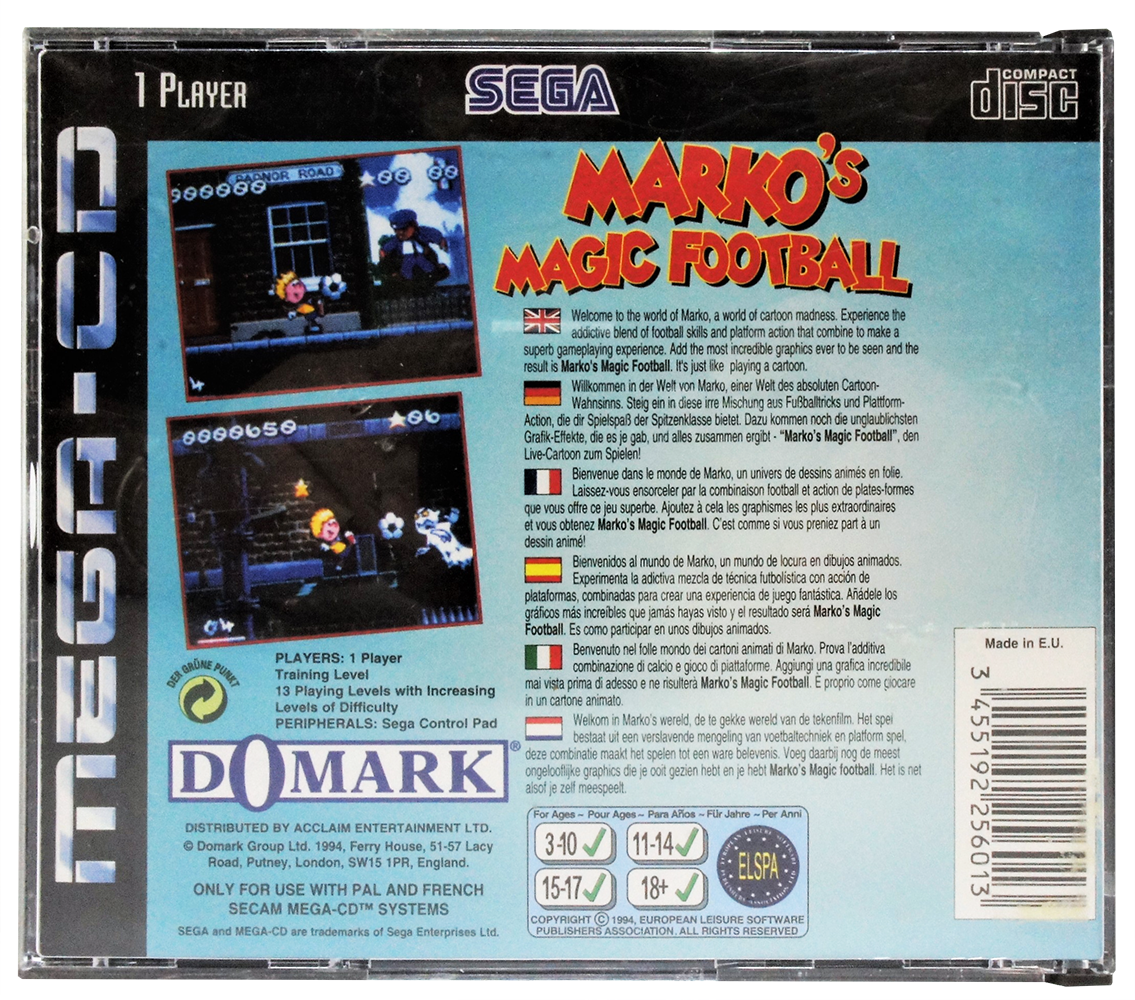 1 PLAYER
SEGA
COMPACT
disc
MEGA-CD
RADNOR ROAD
MARKO'S
MAGIC FOOTBALL
Welcome to the world of Marko, a world of cartoon madness. Experience the
addictive blend of football skills and platform action that combine to make a
superb gameplaying experience. Add the most incredible graphics ever to be seen and the
result is Marko's Magic Football. It's just like playing a cartoon.
Willkommen in der Welt von Marko, einer Welt des absoluten Cartoon-
Wahnsinns. Steig ein in diese irre Mischung aus Fußballtricks und Plattform-
Action, die dir Spielspaß der Spitzenklasse bietet. Dazu kommen noch die unglaublichsten
Grafik-Effekte, die es je gab, und alles zusammen ergibt - "Marko's Magic Football", den
Live-Cartoon zum Spielen!
Bienvenue dans le monde de Marko, un univers de dessins animés en folie.
Laissez-vous ensorceler par la combinaison football et action de plates-formes
que vous offre ce jeu superbe. Ajoutez à cela les graphismes les plus extraordinaires
et vous obtenez Marko's Magic Football. C'est comme si vous preniez part à un
dessin animé!
Bienvenidos al mundo de Marko, un mundo de locura en dibujos animados.
Experimenta la adictiva mezcla de técnica futbolística con acción de
plataformas, combinadas para crear una experiencia de juego fantástica. Añádele los
gráficos más increíbles que jamás hayas visto y el resultado será Marko's Magic
Football. Es como participar en unos dibujos animados.
Benvenuto nel folle mondo dei cartoni animati di Marko. Prova l'additiva
combinazione di calcio e gioco di piattaforme. Aggiungi una grafica incredibile
mai vista prima di adesso e ne risulterà Marko's Magic Football. È proprio come giocare
in un cartone animato.
Welkom in Marko's wereld, de te gekke wereld van de tekenfilm. Het spel
bestaat uit een verslavende mengeling van voetbaltechniek en platform spel,
deze combinatie maakt het spelen tot een ware belevenis. Voeg daarbij nog de meest
ongelooflijke graphics die je ooit gezien hebt en je hebt Marko's Magic football. Het is net
alsof je zelf meespeelt.
000000
00 00
4
0000650
06
04
DER GRÜNE PUNKT
PLAYERS: 1 Player
Training Level
13 Playing Levels with Increasing
Levels of Difficulty
PERIPHERALS: Sega Control Pad
DOMARK®
DISTRIBUTED BY ACCLAIM ENTERTAINMENT LTD.
© Domark Group Ltd. 1994, Ferry House, 51-57 Lacy
Road, Putney, London, SW15 1PR, England.
ONLY FOR USE WITH PAL AND FRENCH
SECAM MEGA-CD™ SYSTEMS
SEGA and MEGA-CD are trademarks of Sega Enterprises Ltd.
For Ages ~ Pour Ages ~ Para Años ~ Für Jahre ~ Per Anni
3-10 11-14
15-17 18+
EUROPEAN LEISURE SOFTWARE PUBLISHERS ASSOCIATION LTD
ELSPA
COPYRIGHT © 1994, EUROPEAN LEISURE SOFTWARE
PUBLISHERS ASSOCIATION. ALL RIGHTS RESERVED
Made in E.U.
3 455192 256013